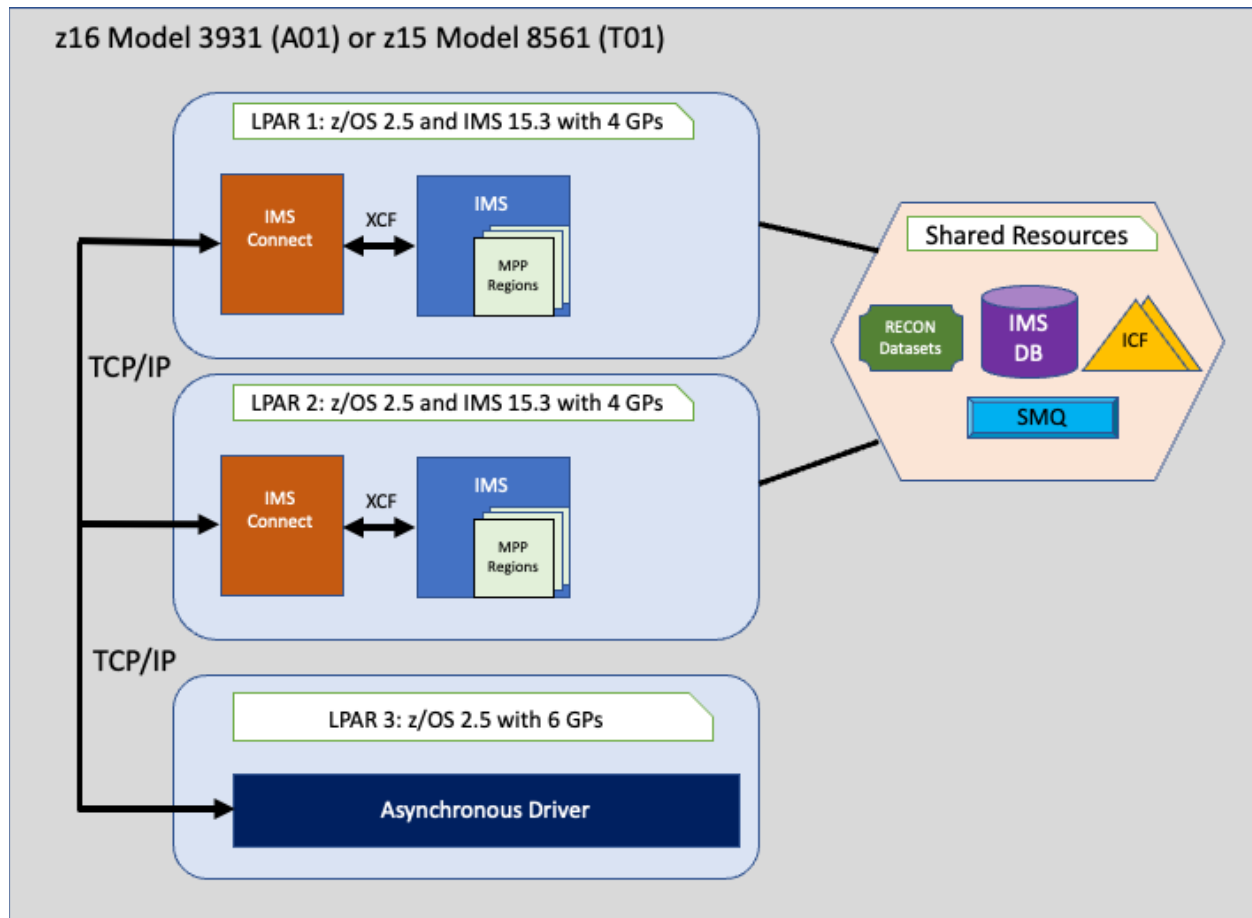 z16 Model 3931 (A01) or z15 Model 8561 (T01)
LPAR 1: z/OS 2.5 and IMS 15.3 with 4 GPs
IMS
Connect
XCF
IMS
MPP
Regions
TCP/IP
LPAR 2: z/OS 2.5 and IMS 15.3 with 4 GPs
IMS
Connect
XCF
IMS
MPP
Regions
TCP/IP
LPAR 3: z/OS 2.5 with 6 GPs
Asynchronous Driver
Shared Resources
RECON
Datasets
IMS
DB
ICF
SMQ